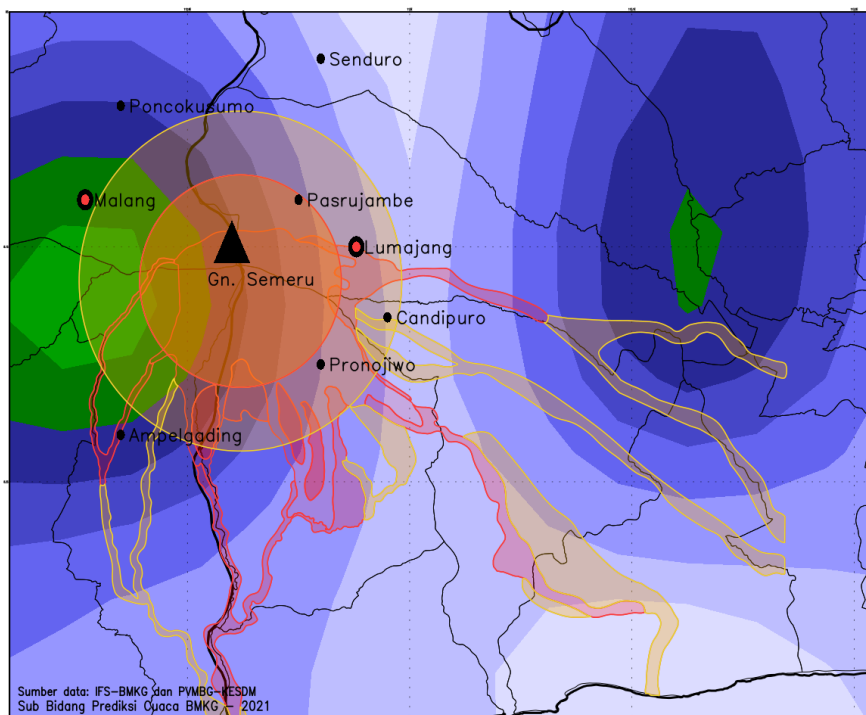 Senduro
Poncokusumo
Malang
Pasrujambe
Lumajang
Gn. Semeru
Candipuro
Pronojiwo
Ampelgading
Sumber data: IFS-BMKG dan PVMBG-KESDM
Sub Bidang Prediksi Cuaca BMKG - 2021